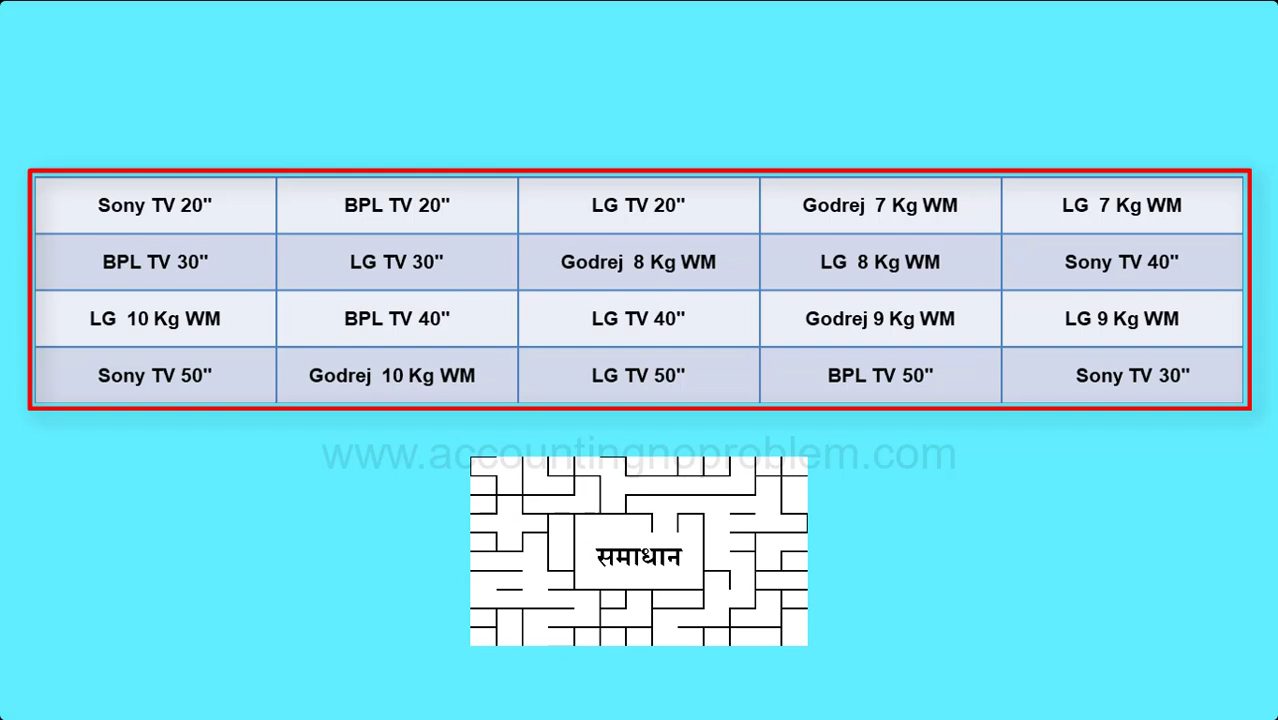 Sony TV 20" BPL TV 20" LG TV 20" Godrej 7 Kg WM LG 7 Kg WM
BPL TV 30" LG TV 30" Godrej 8 Kg WM LG 8 Kg WM Sony TV 40"
LG 10 Kg WM BPL TV 40" LG TV 40" Godrej 9 Kg WM LG 9 Kg WM
Sony TV 50" Godrej 10 Kg WM LG TV 50" BPL TV 50" Sony TV 30"
www.accountingnoproblem.com
समाधान